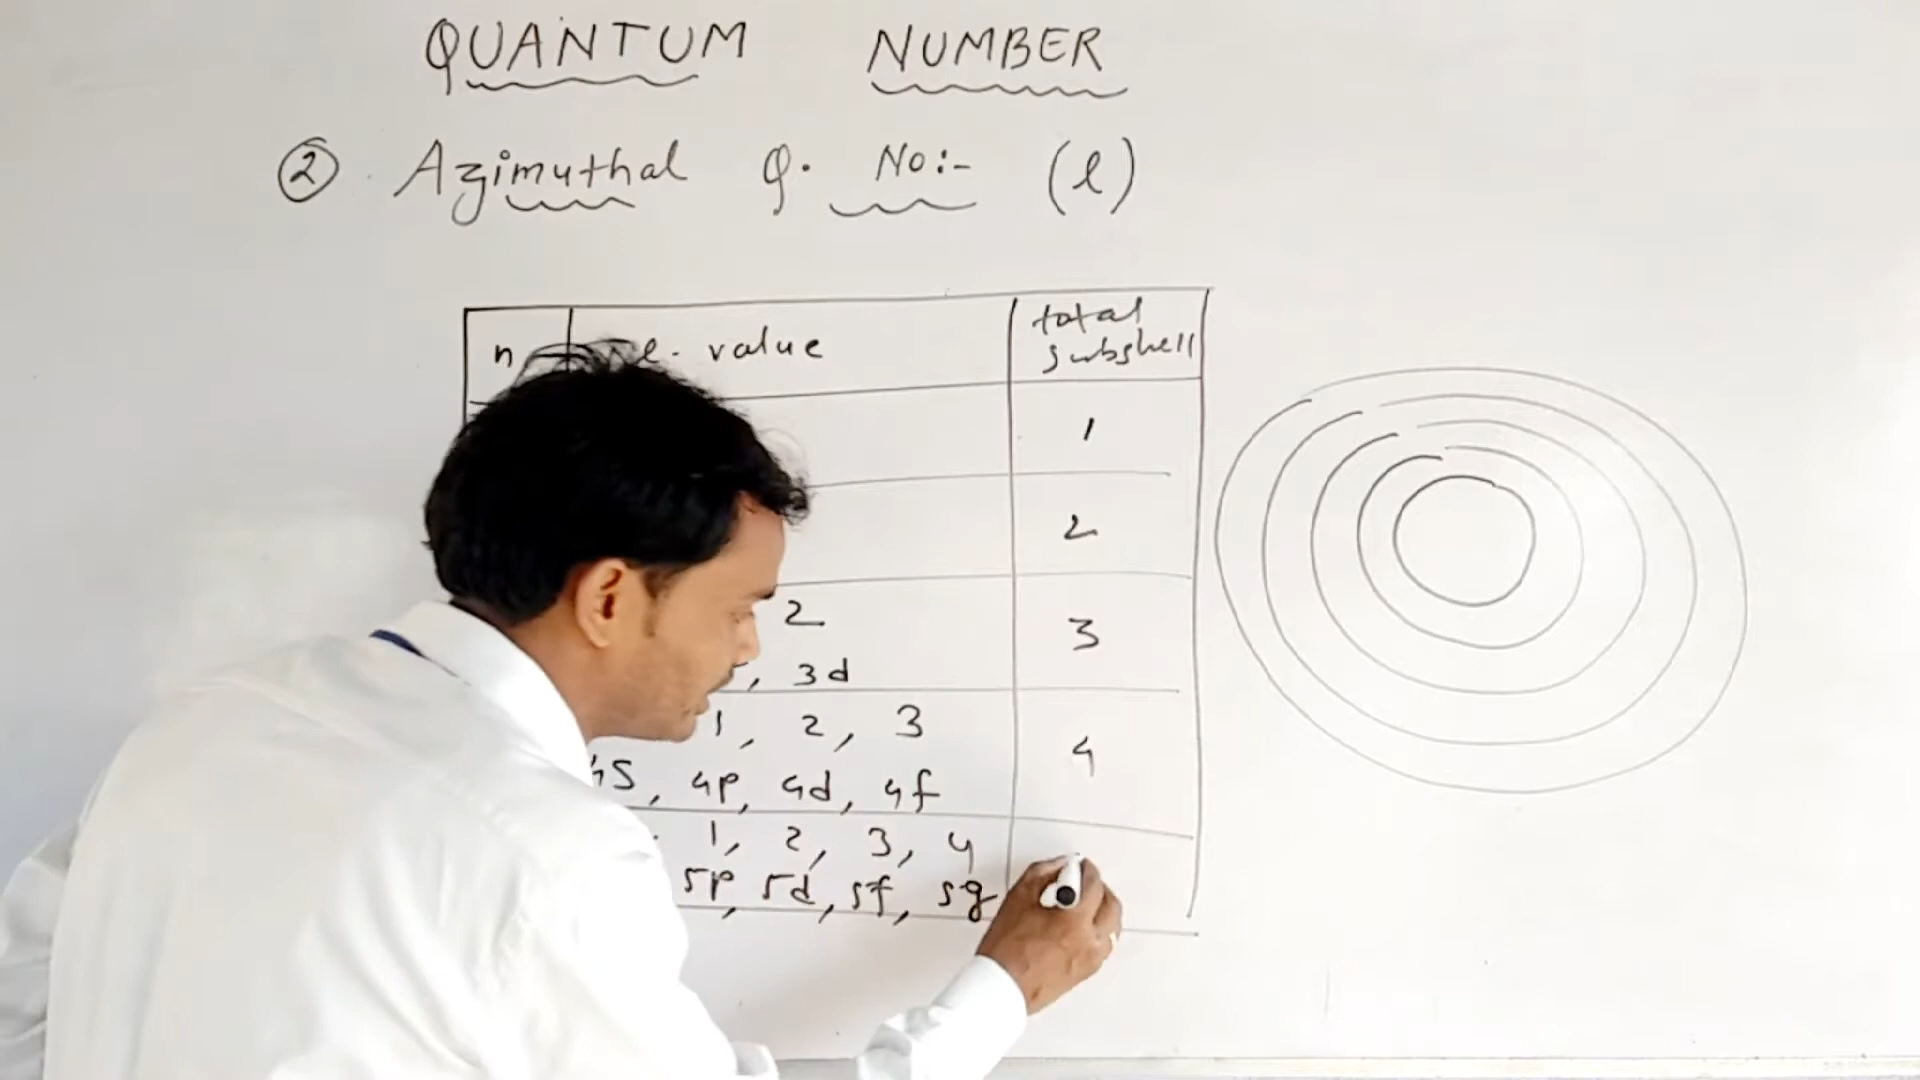 QUANTUM NUMBER
② Azimuthal Q. No:- (l)
n l. value total subshell
1
2
2 3
, 3d
1, 2, 3 4
4s, 4p, 4d, 4f
1, 2, 3, 4
5p, 5d, 5f, 5g